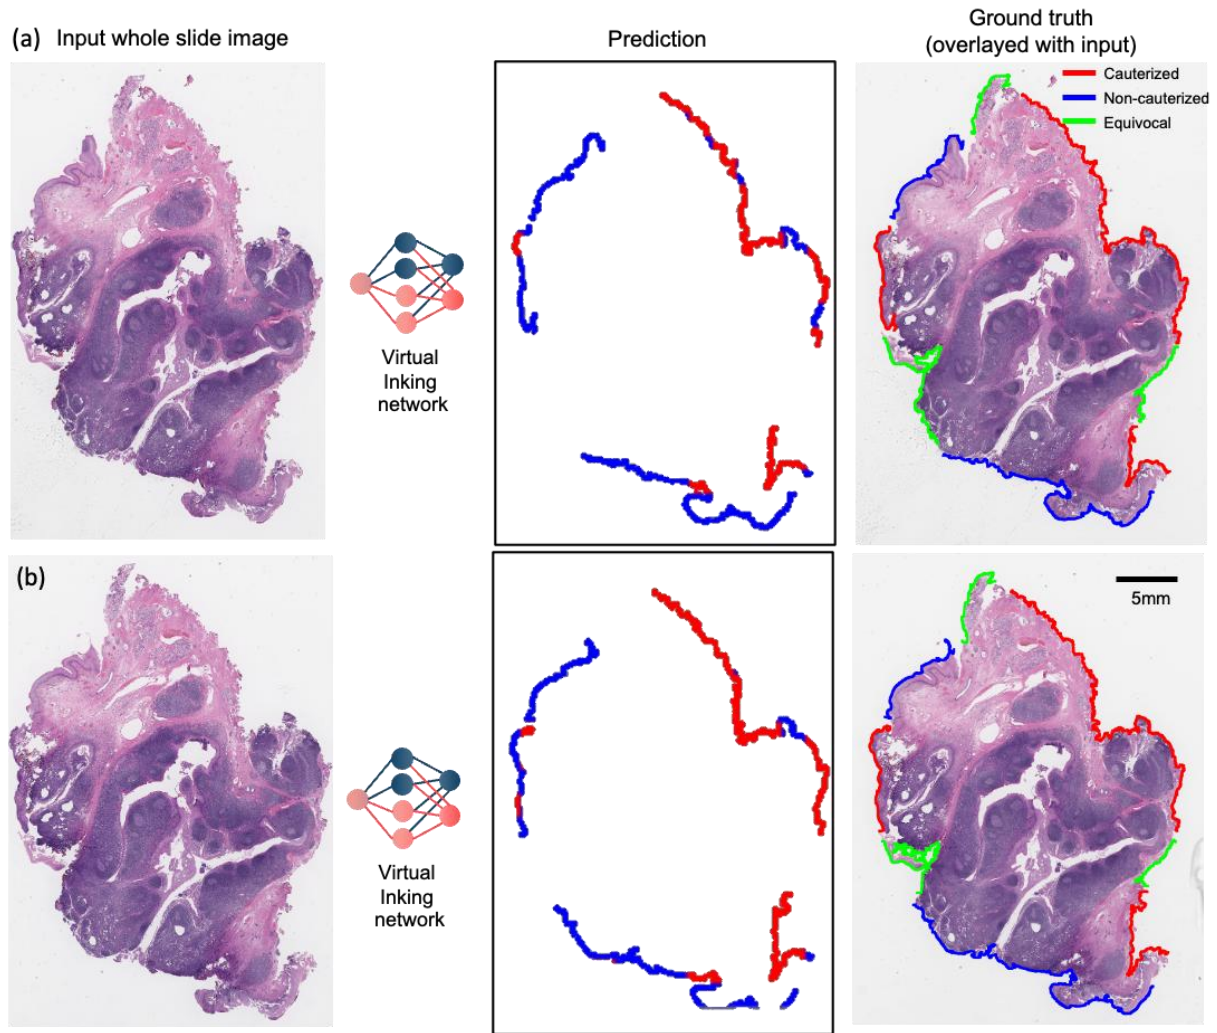 (a) Input whole slide image
Prediction
Ground truth
(overlayed with input)
Cauterized
Non-cauterized
Equivocal
Virtual
Inking
network
(b)
5mm
Virtual
Inking
network